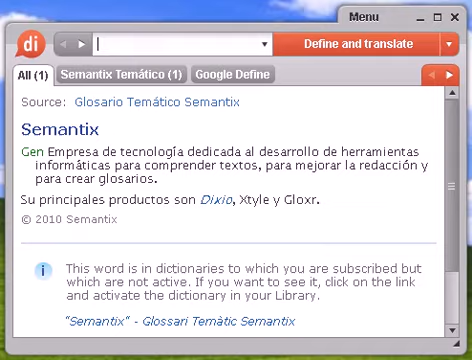 Menu
di
Define and translate
All (1) Semantix Temático (1) Google Define
Source: Glosario Temático Semantix
Semantix
Gen Empresa de tecnología dedicada al desarrollo de herramientas
informáticas para comprender textos, para mejorar la redacción y
para crear glosarios.
Su principales productos son Dixio, Xtyle y Gloxr.
© 2010 Semantix
i
This word is in dictionaries to which you are subscribed but
which are not active. If you want to see it, click on the link
and activate the dictionary in your Library.
"Semantix" - Glossari Temàtic Semantix